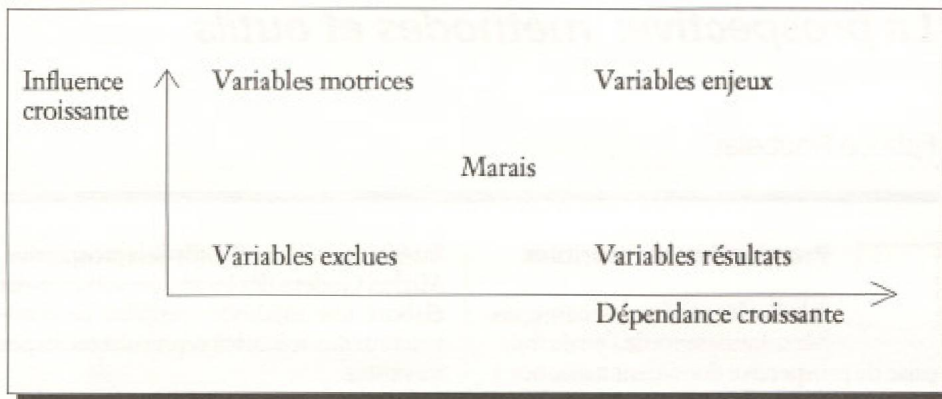 Influence
croissante
Variables motrices
Variables enjeux
Marais
Variables exclues
Variables résultats
Dépendance croissante